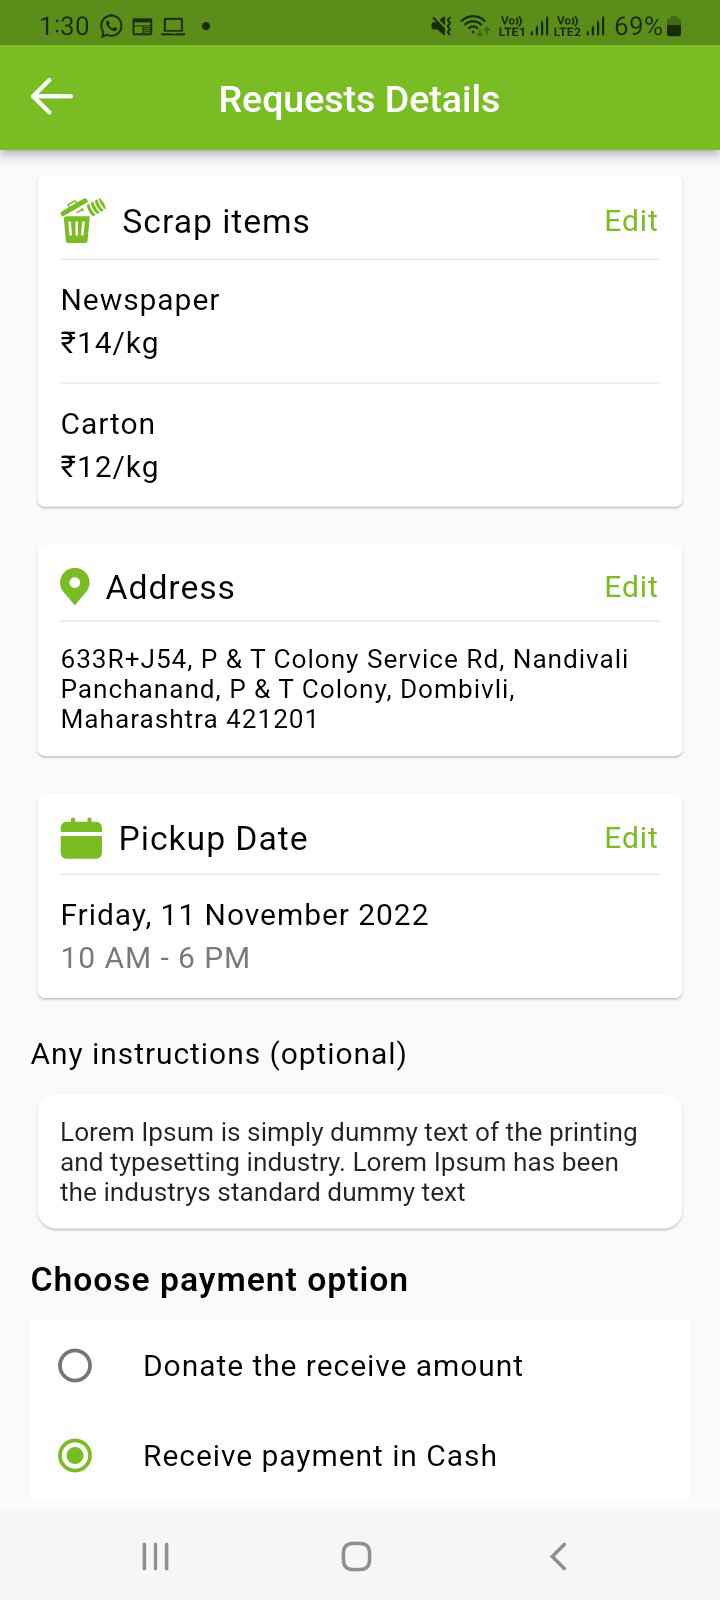 1:30
Vo) LTE1 Vo) LTE2 69%
Requests Details
Scrap items Edit
Newspaper
₹14/kg
Carton
₹12/kg
Address Edit
633R+J54, P & T Colony Service Rd, Nandivali
Panchanand, P & T Colony, Dombivli,
Maharashtra 421201
Pickup Date Edit
Friday, 11 November 2022
10 AM - 6 PM
Any instructions (optional)
Lorem Ipsum is simply dummy text of the printing
and typesetting industry. Lorem Ipsum has been
the industrys standard dummy text
Choose payment option
Donate the receive amount
Receive payment in Cash